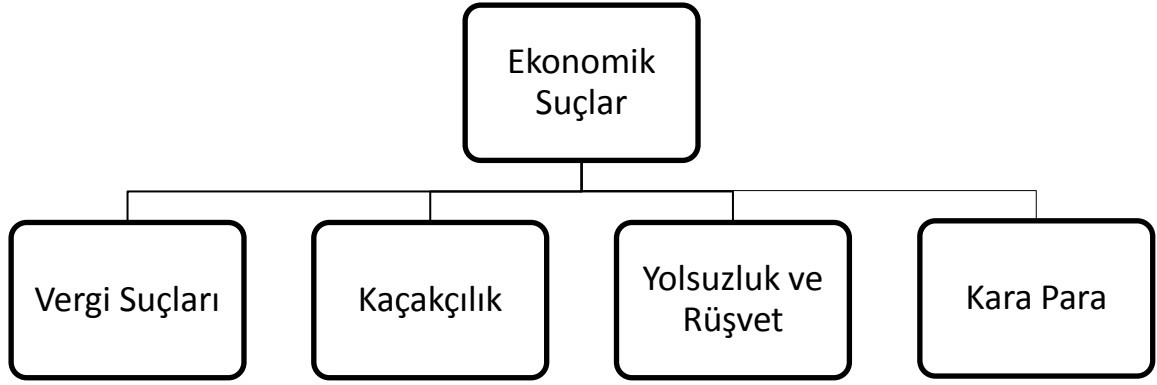 Ekonomik
Suçlar
Vergi Suçları
Kaçakçılık
Yolsuzluk ve
Rüşvet
Kara Para